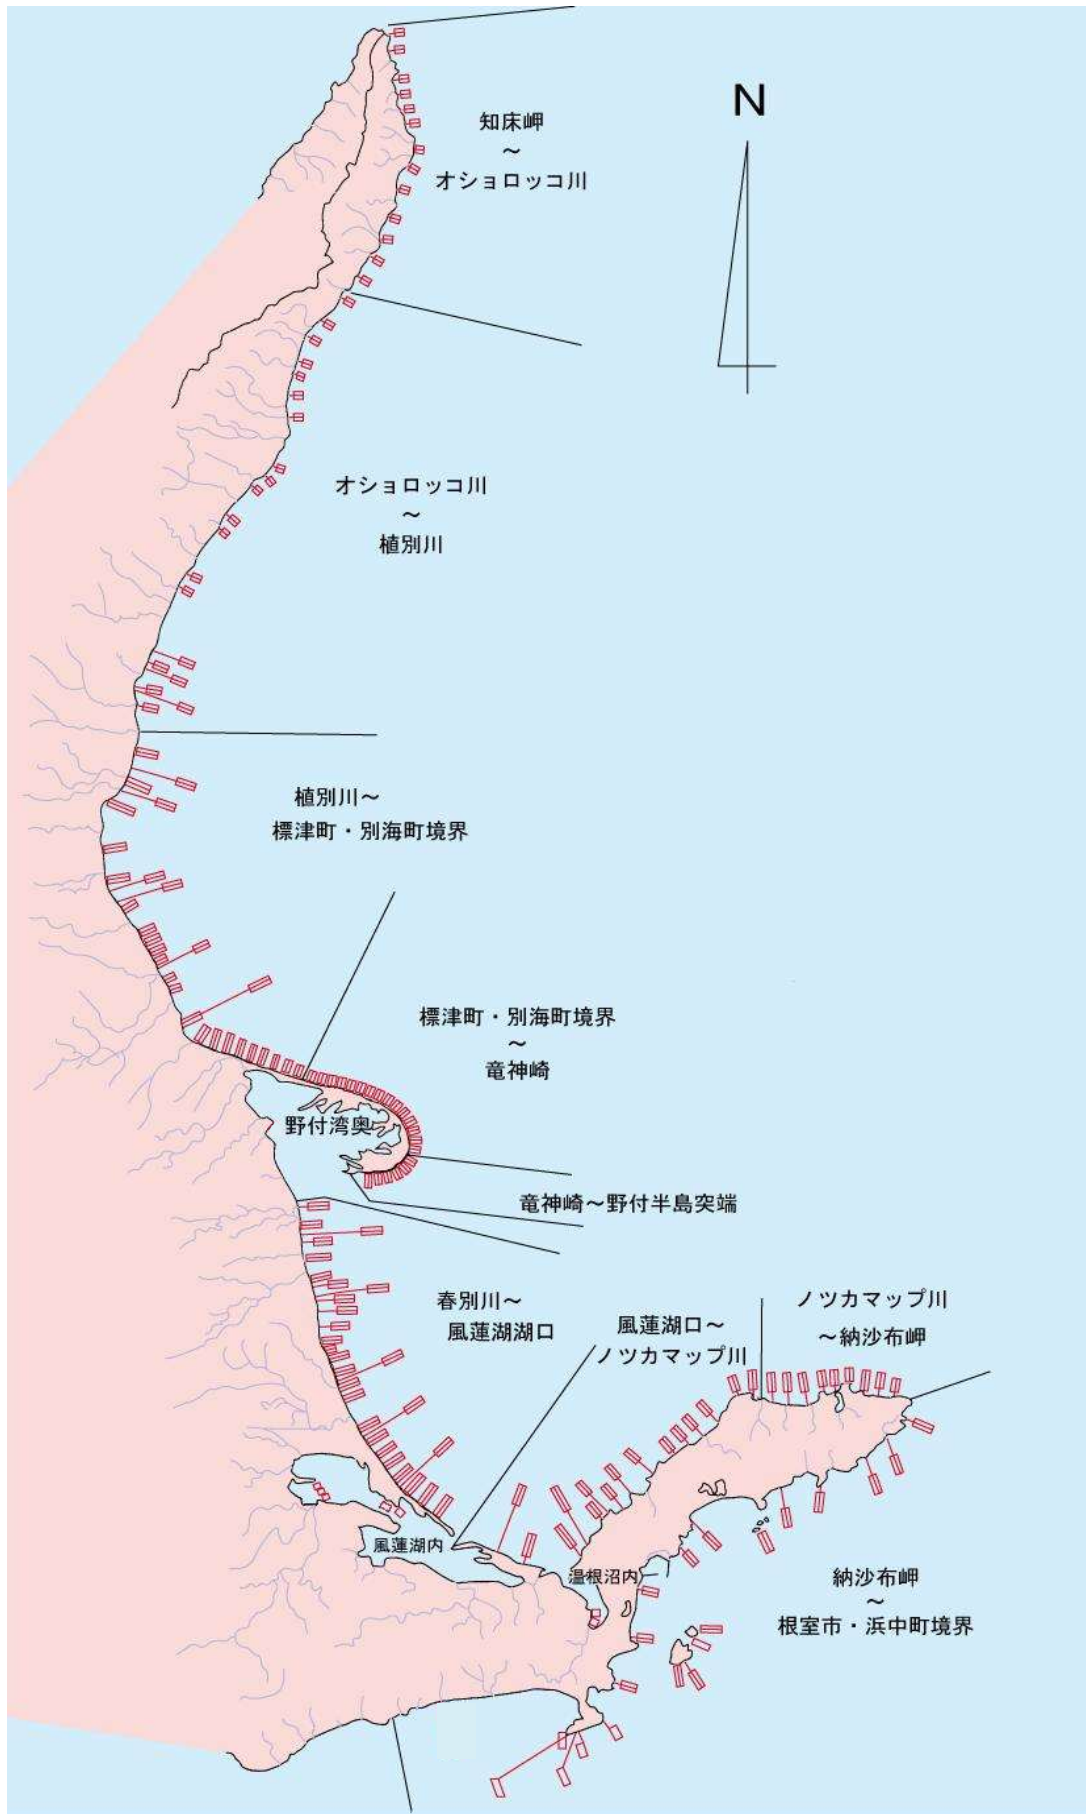 N
知床岬
～
オショロッコ川
オショロッコ川
～
植別川
植別川～
標津町・別海町境界
標津町・別海町境界
～
竜神崎
野付湾奥
竜神崎～野付半島突端
春別川～
風蓮湖湖口
風蓮湖口～
ノツカマップ川
ノツカマップ川
～納沙布岬
風蓮湖内
温根沼内
納沙布岬
～
根室市・浜中町境界